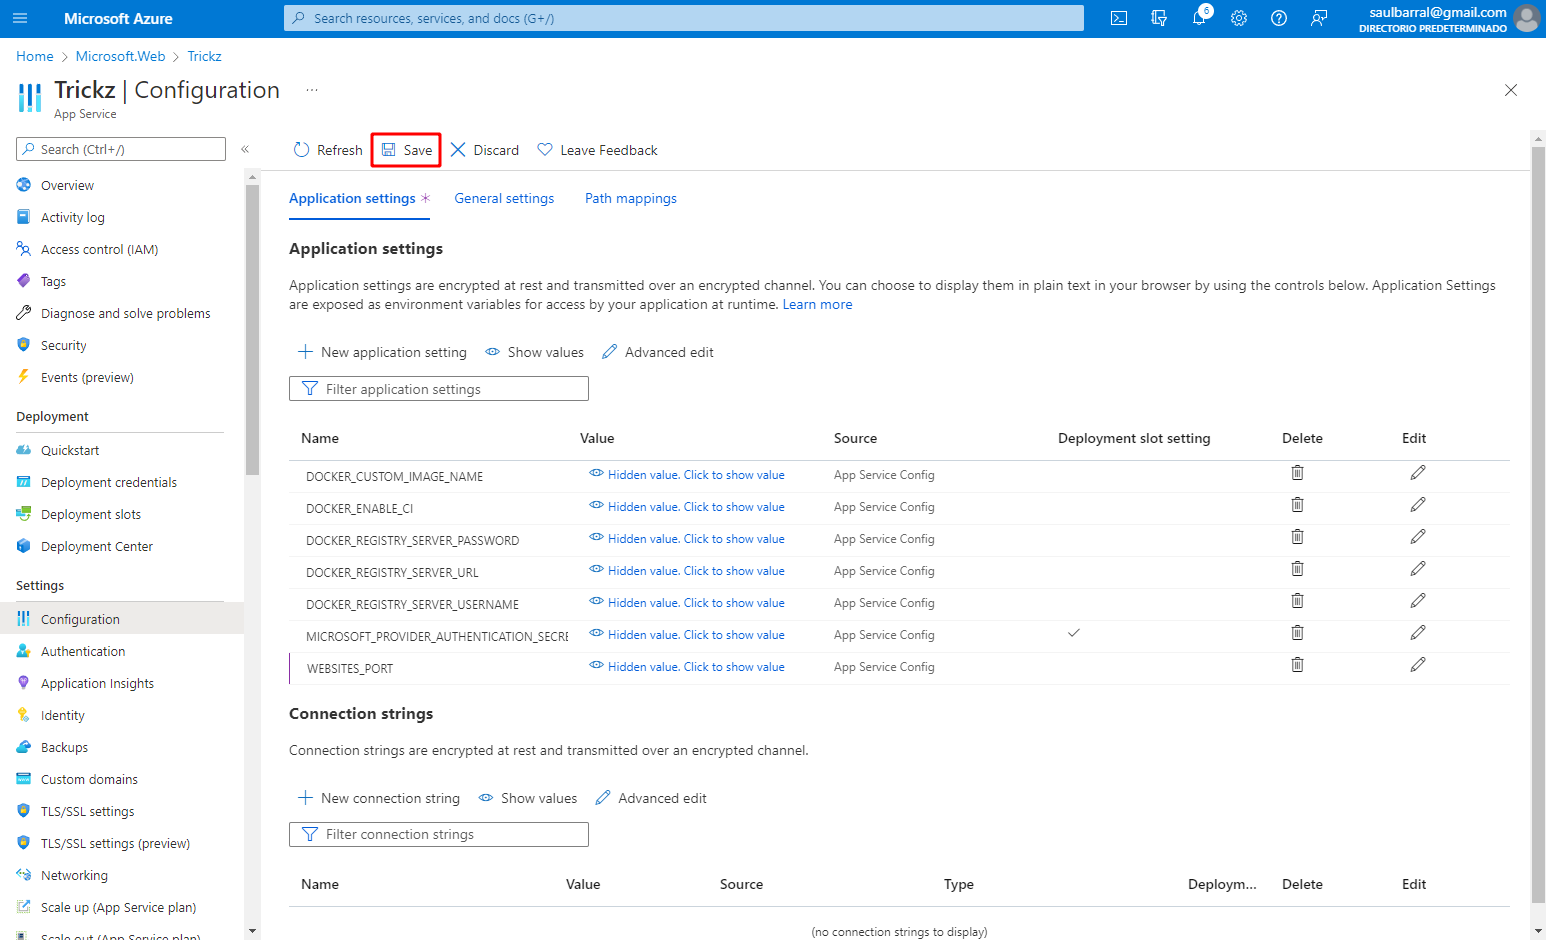 Microsoft Azure
Search resources, services, and docs (G+/)
6
saulbarral@gmail.com
DIRECTORIO PREDETERMINADO
Home > Microsoft.Web > Trickz
Trickz | Configuration ...
App Service
Search (Ctrl+/) «
Overview
Activity log
Access control (IAM)
Tags
Diagnose and solve problems
Security
Events (preview)
Deployment
Quickstart
Deployment credentials
Deployment slots
Deployment Center
Settings
Configuration
Authentication
Application Insights
Identity
Backups
Custom domains
TLS/SSL settings
TLS/SSL settings (preview)
Networking
Scale up (App Service plan)
Scale out (App Service plan)
Refresh Save Discard Leave Feedback
Application settings * General settings Path mappings
Application settings
Application settings are encrypted at rest and transmitted over an encrypted channel. You can choose to display them in plain text in your browser by using the controls below. Application Settings
are exposed as environment variables for access by your application at runtime. Learn more
New application setting Show values Advanced edit
Filter application settings
Name Value Source Deployment slot setting Delete Edit
DOCKER_CUSTOM_IMAGE_NAME Hidden value. Click to show value App Service Config
DOCKER_ENABLE_CI Hidden value. Click to show value App Service Config
DOCKER_REGISTRY_SERVER_PASSWORD Hidden value. Click to show value App Service Config
DOCKER_REGISTRY_SERVER_URL Hidden value. Click to show value App Service Config
DOCKER_REGISTRY_SERVER_USERNAME Hidden value. Click to show value App Service Config
MICROSOFT_PROVIDER_AUTHENTICATION_SECRE Hidden value. Click to show value App Service Config
WEBSITES_PORT Hidden value. Click to show value App Service Config
Connection strings
Connection strings are encrypted at rest and transmitted over an encrypted channel.
New connection string Show values Advanced edit
Filter connection strings
Name Value Source Type Deploym... Delete Edit
(no connection strings to display)